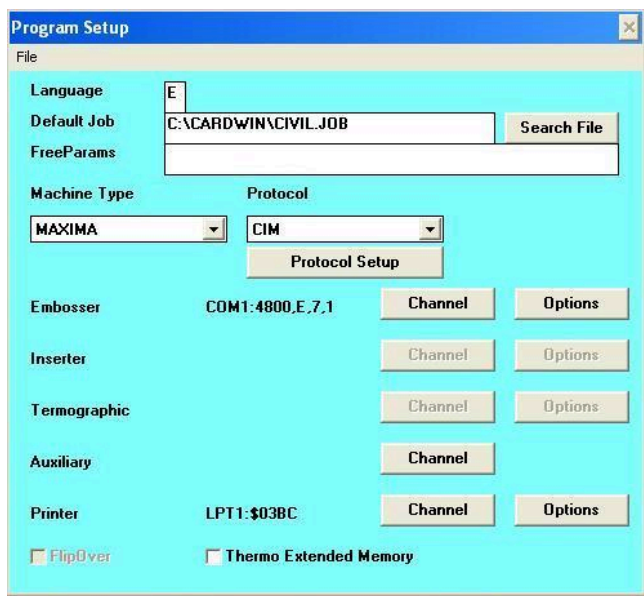 Program Setup
File
Language E
Default Job C:\CARDWIN\CIVIL.JOB Search File
FreeParams
Machine Type Protocol
MAXIMA CIM
Protocol Setup
Embosser COM1:4800,E,7,1 Channel Options
Inserter Channel Options
Termographic Channel Options
Auxiliary Channel
Printer LPT1:$03BC Channel Options
FlipOver Thermo Extended Memory